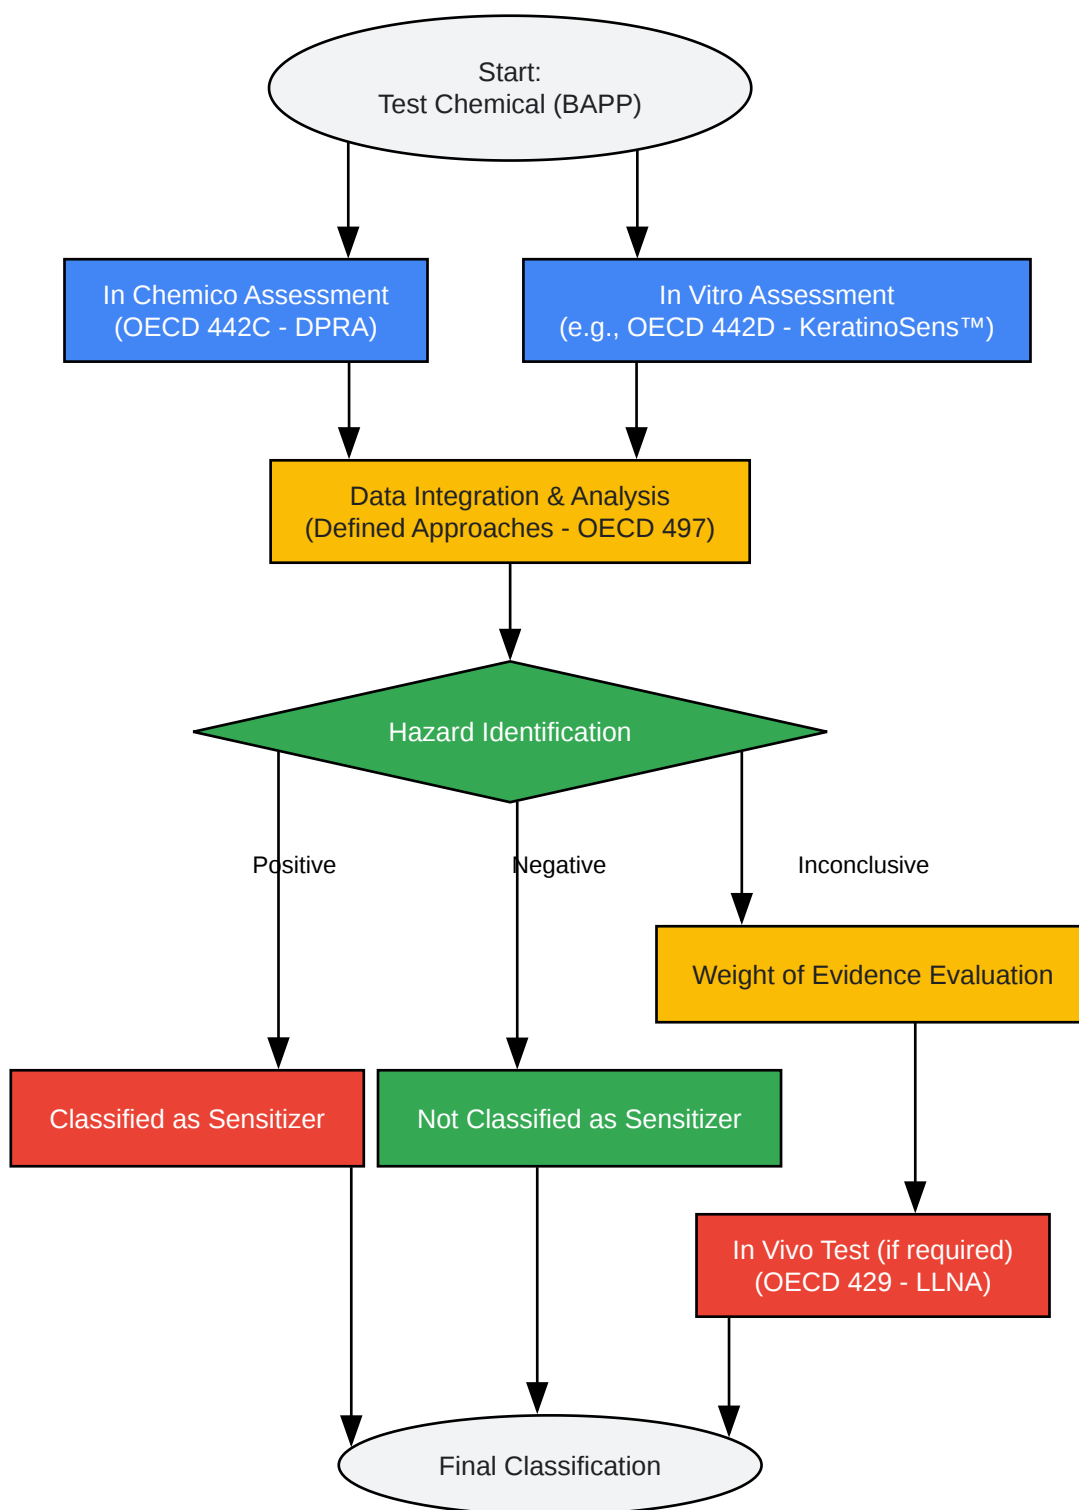 Start:
Test Chemical (BAPP)
In Chemico Assessment
(OECD 442C - DPRA)
In Vitro Assessment
(e.g., OECD 442D - KeratinoSens™)
Data Integration & Analysis
(Defined Approaches - OECD 497)
Hazard Identification
Positive
Negative
Inconclusive
Weight of Evidence Evaluation
Classified as Sensitizer
Not Classified as Sensitizer
In Vivo Test (if required)
(OECD 429 - LLNA)
Final Classification